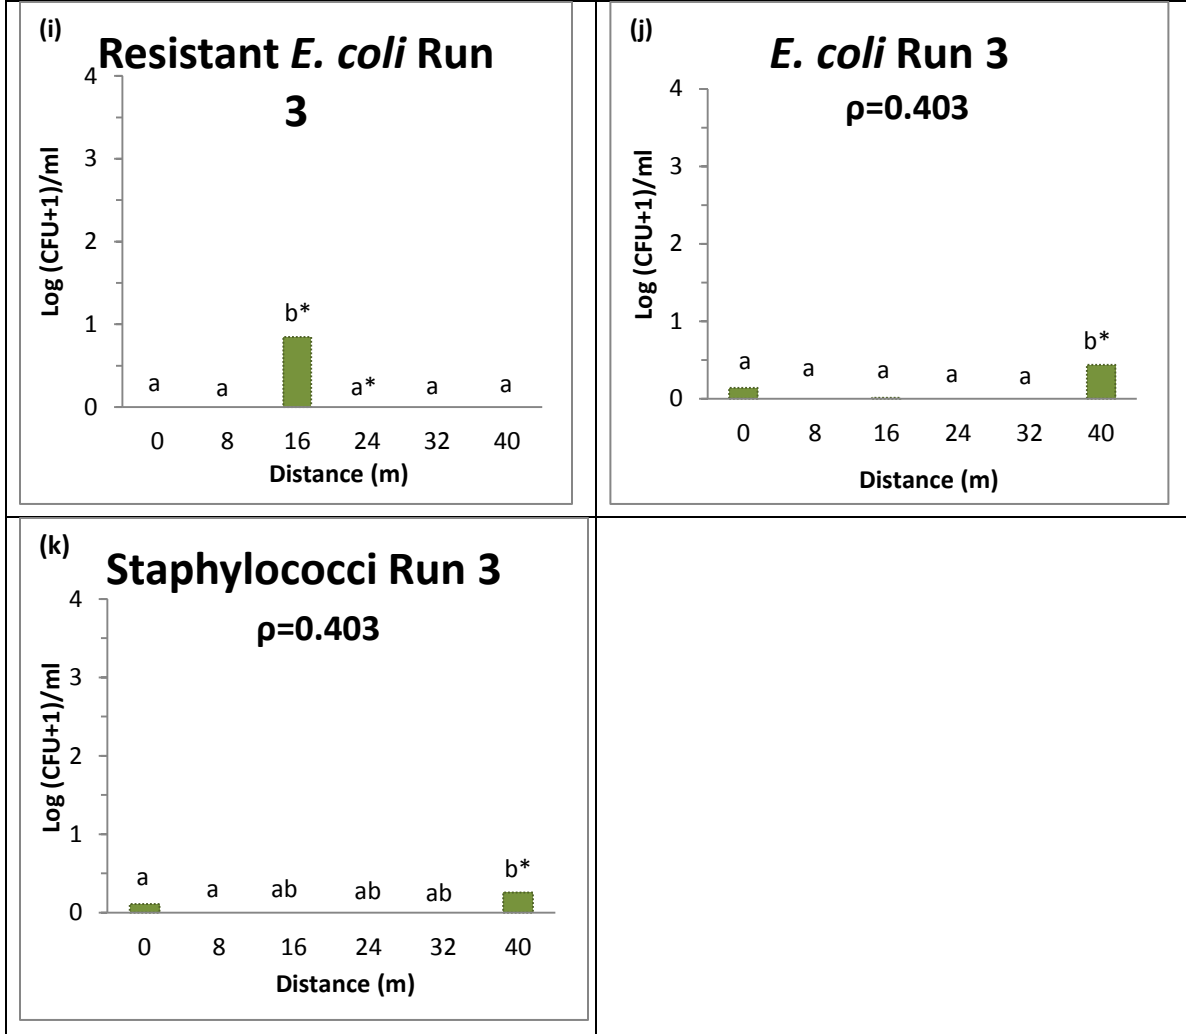 (i)
Resistant E. coli Run
3
4
3
2
1
0
Log (CFU+1)/ml
a a b* a* a a
0 8 16 24 32 40
Distance (m)
(j)
E. coli Run 3
ρ=0.403
4
3
2
1
0
Log (CFU+1)/ml
a a a a a b*
0 8 16 24 32 40
Distance (m)
(k)
Staphylococci Run 3
ρ=0.403
4
3
2
1
0
Log (CFU+1)/ml
a a ab ab ab b*
0 8 16 24 32 40
Distance (m)